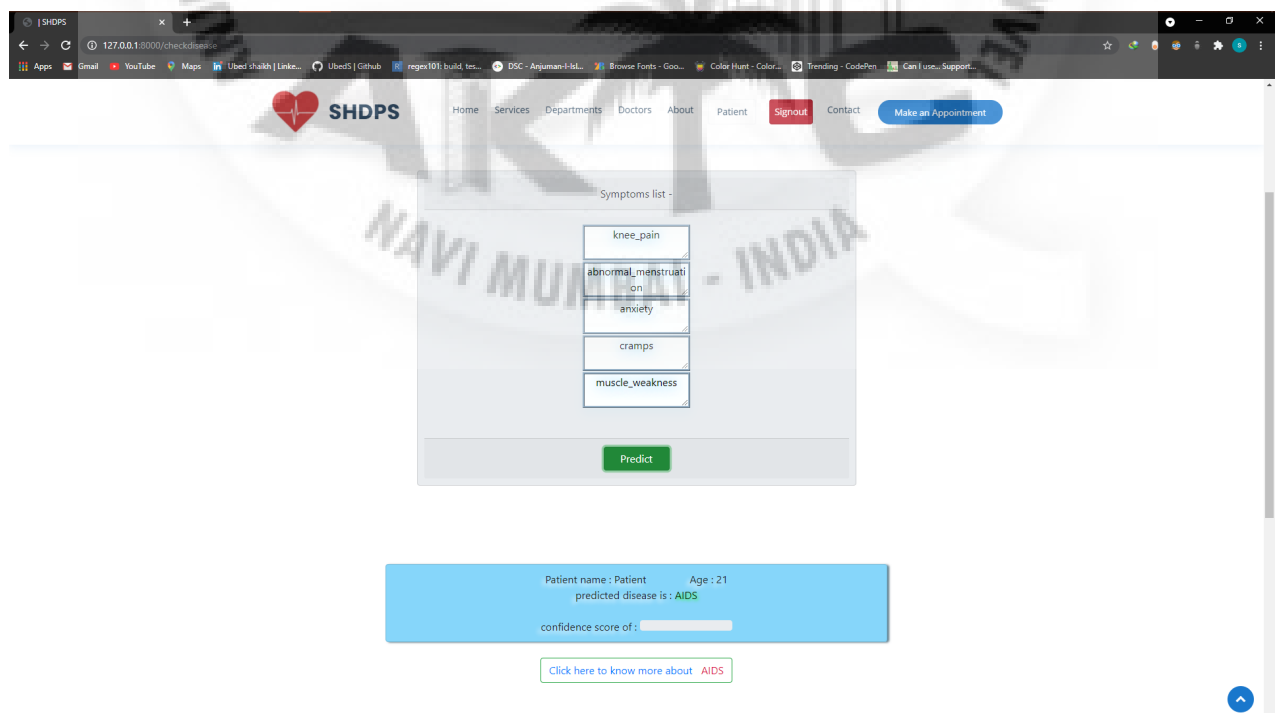 | SHDPS
127.0.0.1:8000/checkdisease
Apps Gmail YouTube Maps Ubed shaikh | Linke... UbedS | Github regex101: build, tes... DSC - Anjuman-I-Isl... Browse Fonts - Goo... Color Hunt - Color... Trending - CodePen Can I use... Support...
SHDPS Home Services Departments Doctors About Patient Signout Contact Make an Appointment
AKTC
NAVI MUMBAI - INDIA
Symptoms list -
knee_pain
abnormal_menstruati
on
anxiety
cramps
muscle_weakness
Predict
Patient name : Patient Age : 21
predicted disease is : AIDS
confidence score of :
Click here to know more about AIDS